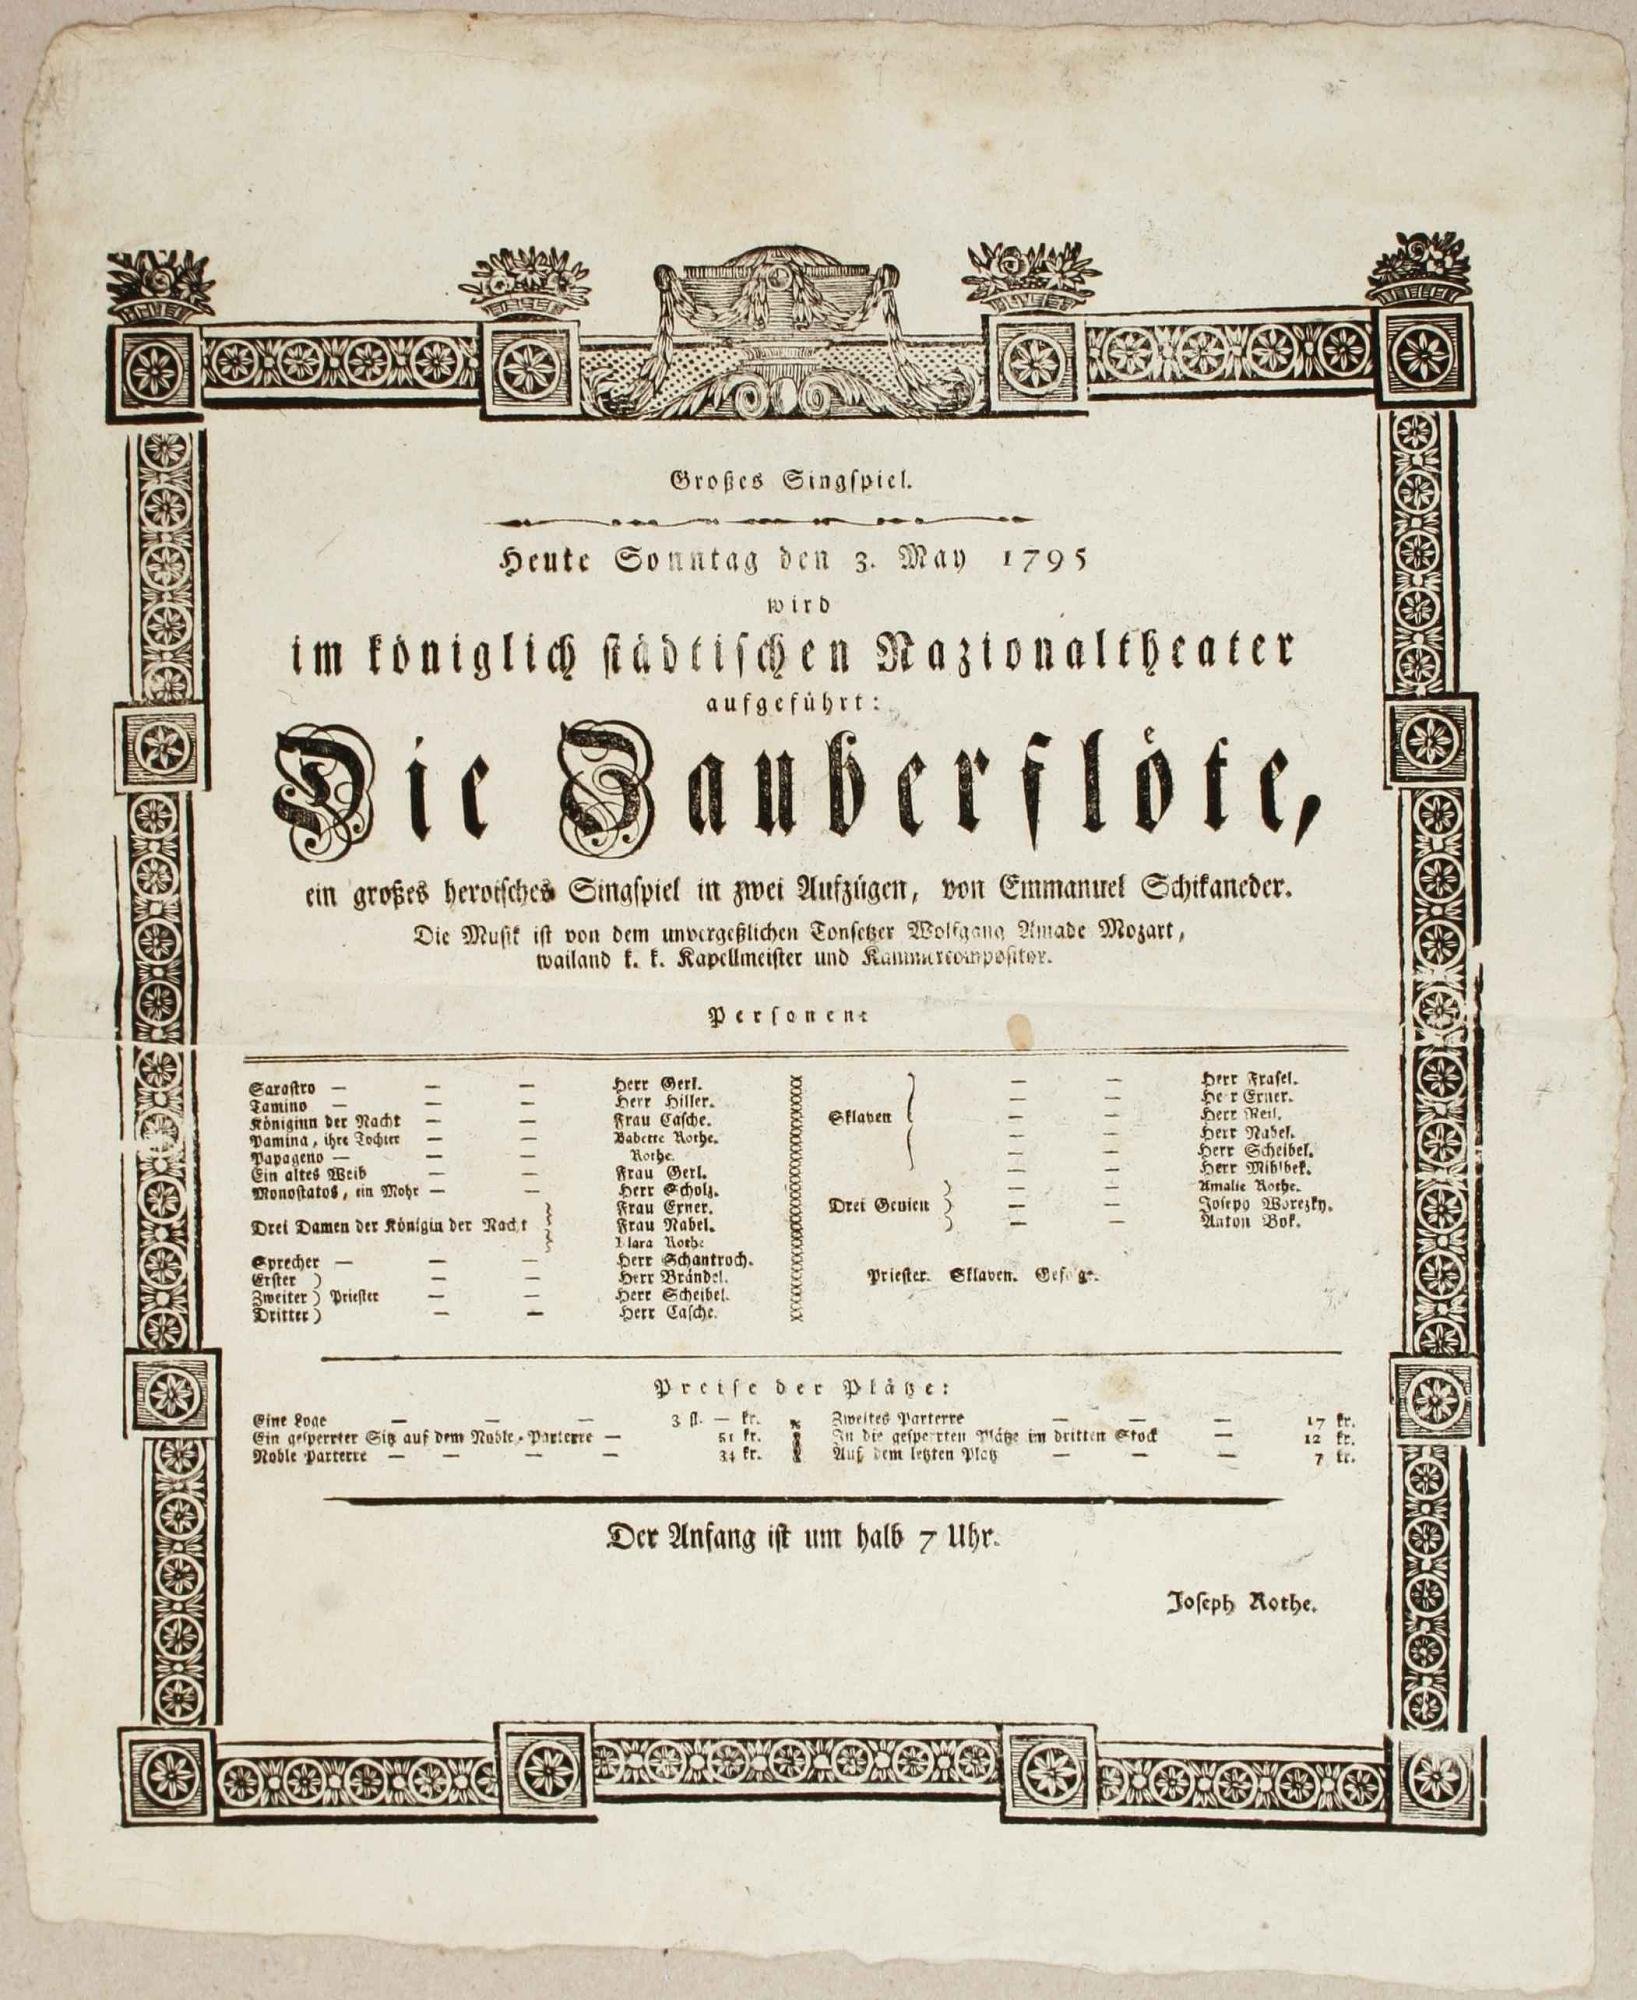 Großes Singspiel.
Heute Sonntag den 3. May 1795
wird
im königlich städtischen Nazionaltheater
aufgeführt:
Die Zauberflöte,
ein großes heroisches Singspiel in zwei Aufzügen, von Emmanuel Schikaneder.
Die Musik ist von dem unvergeßlichen Tonsetzer Wolfgang Amade Mozart,
wailand k. k. Kapellmeister und Kammercompositor.
Personen:
Sarastro — — — Herr Gerl.
Tamino — — — Herr Hiller.
Königinn der Nacht — — Frau Casche.
Pamina, ihre Tochter — — Babette Rothe.
Papageno — — — Rothe.
Ein altes Weib — — Frau Gerl.
Monostatos, ein Mohr — — Herr Scholz.
Drei Damen der Königin der Nacht
Frau Exner.
Frau Nabel.
Klara Rothe
Sprecher — — — Herr Schantroch.
Erster ) — — Herr Brändel.
Zweiter ) Priester — — Herr Scheibel.
Dritter ) — — Herr Casche.
Sklaven
— — Herr Frasel.
— — Herr Exner.
— — Herr Reil.
— — Herr Nabel.
— — Herr Scheibel.
— — Herr
Drei Genien
— — Amalie Rothe.
— — Joseph Worezky.
— — Anton Bok.
Priester. Sklaven. Gefolge.
Preise der Plätze:
Eine Loge — — — 3 fl. — kr.
Ein gesperrter Sitz auf dem Noble-Parterre — 51 kr.
Noble Parterre — — — — 34 kr.
Zweites Parterre — — — 17 kr.
In die gesperrten Plätze im dritten Stock — 12 kr.
Auf dem letzten Platz — — — 7 kr.
Der Anfang ist um halb 7 Uhr.
Joseph Rothe.